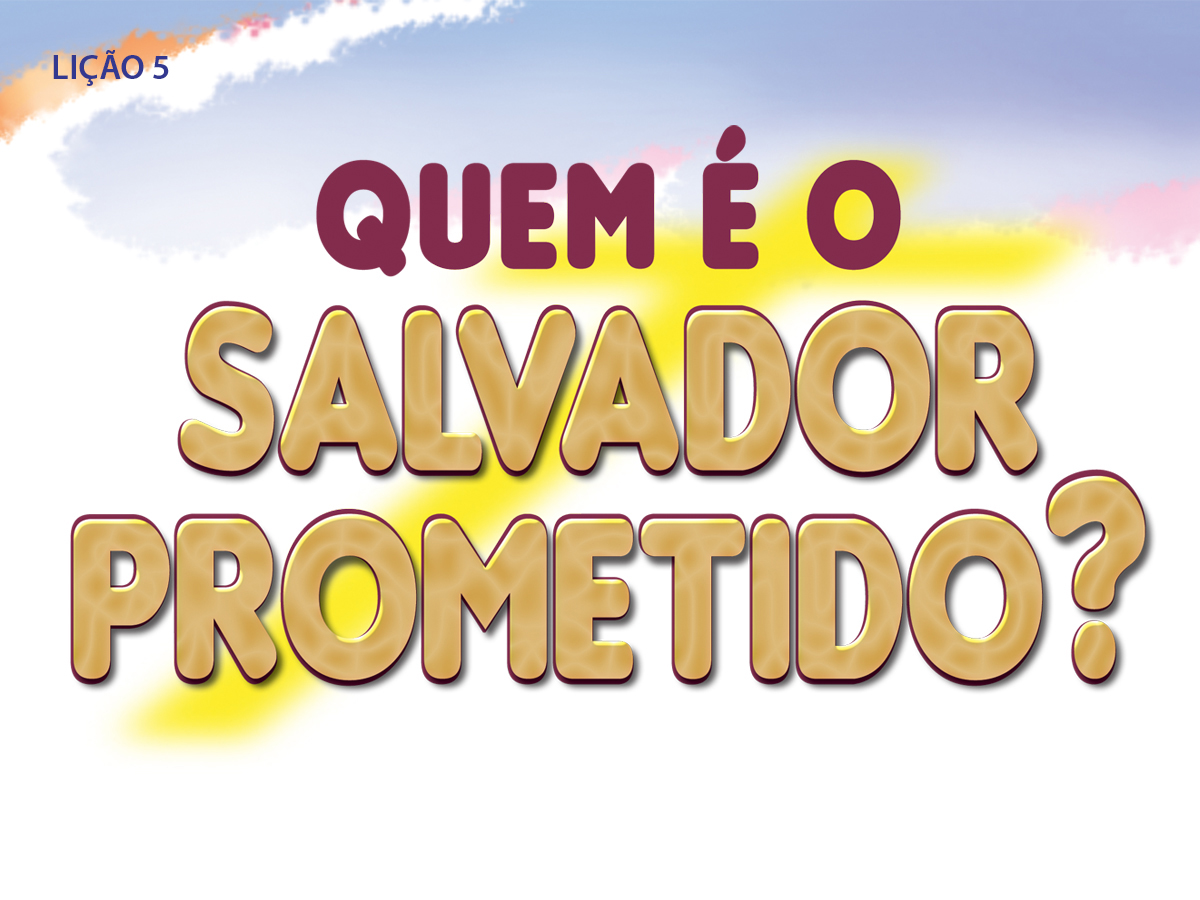 LIÇÃO 5
QUEM É O
SALVADOR
PROMETIDO?